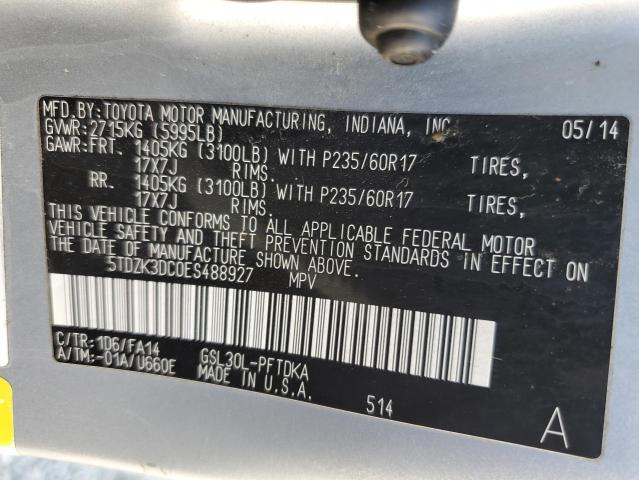 MFD.BY:TOYOTA MOTOR MANUFACTURING, INDIANA, INC. 05/14
GVWR:2715KG (5995LB)
GAWR:FRT. 1405KG (3100LB) WITH P235/60R17 TIRES,
17X7J RIMS.
RR. 1405KG (3100LB) WITH P235/60R17 TIRES,
17X7J RIMS.
THIS VEHICLE CONFORMS TO ALL APPLICABLE FEDERAL MOTOR
VEHICLE SAFETY AND THEFT PREVENTION STANDARDS IN EFFECT ON
THE DATE OF MANUFACTURE SHOWN ABOVE.
5TDZK3DC0ES488927 MPV
C/TR:1D6/FA14
A/TM:-01A/U660E
GSL30L-PFTDKA
MADE IN U.S.A.
514
A